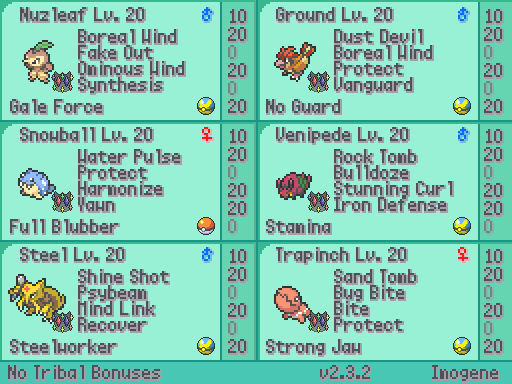 Nuzleaf Lv. 20
Boreal Wind
Fake Out
Ominous Wind
Synthesis
Gale Force
10
20
0
20
0
20
Ground Lv. 20
Dust Devil
Boreal Wind
Protect
Vanguard
No Guard
10
20
0
20
0
20
Snowball Lv. 20
Water Pulse
Protect
Harmonize
Yawn
Full Blubber
10
20
0
20
20
0
Venipede Lv. 20
Rock Tomb
Bulldoze
Stunning Curl
Iron Defense
Stamina
10
20
0
20
20
0
Steel Lv. 20
Shine Shot
Psybeam
Mind Link
Recover
Steelworker
10
20
0
20
0
20
Trapinch Lv. 20
Sand Tomb
Bug Bite
Bite
Protect
Strong Jaw
10
20
0
20
0
20
No Tribal Bonuses
v2.3.2
Imogene